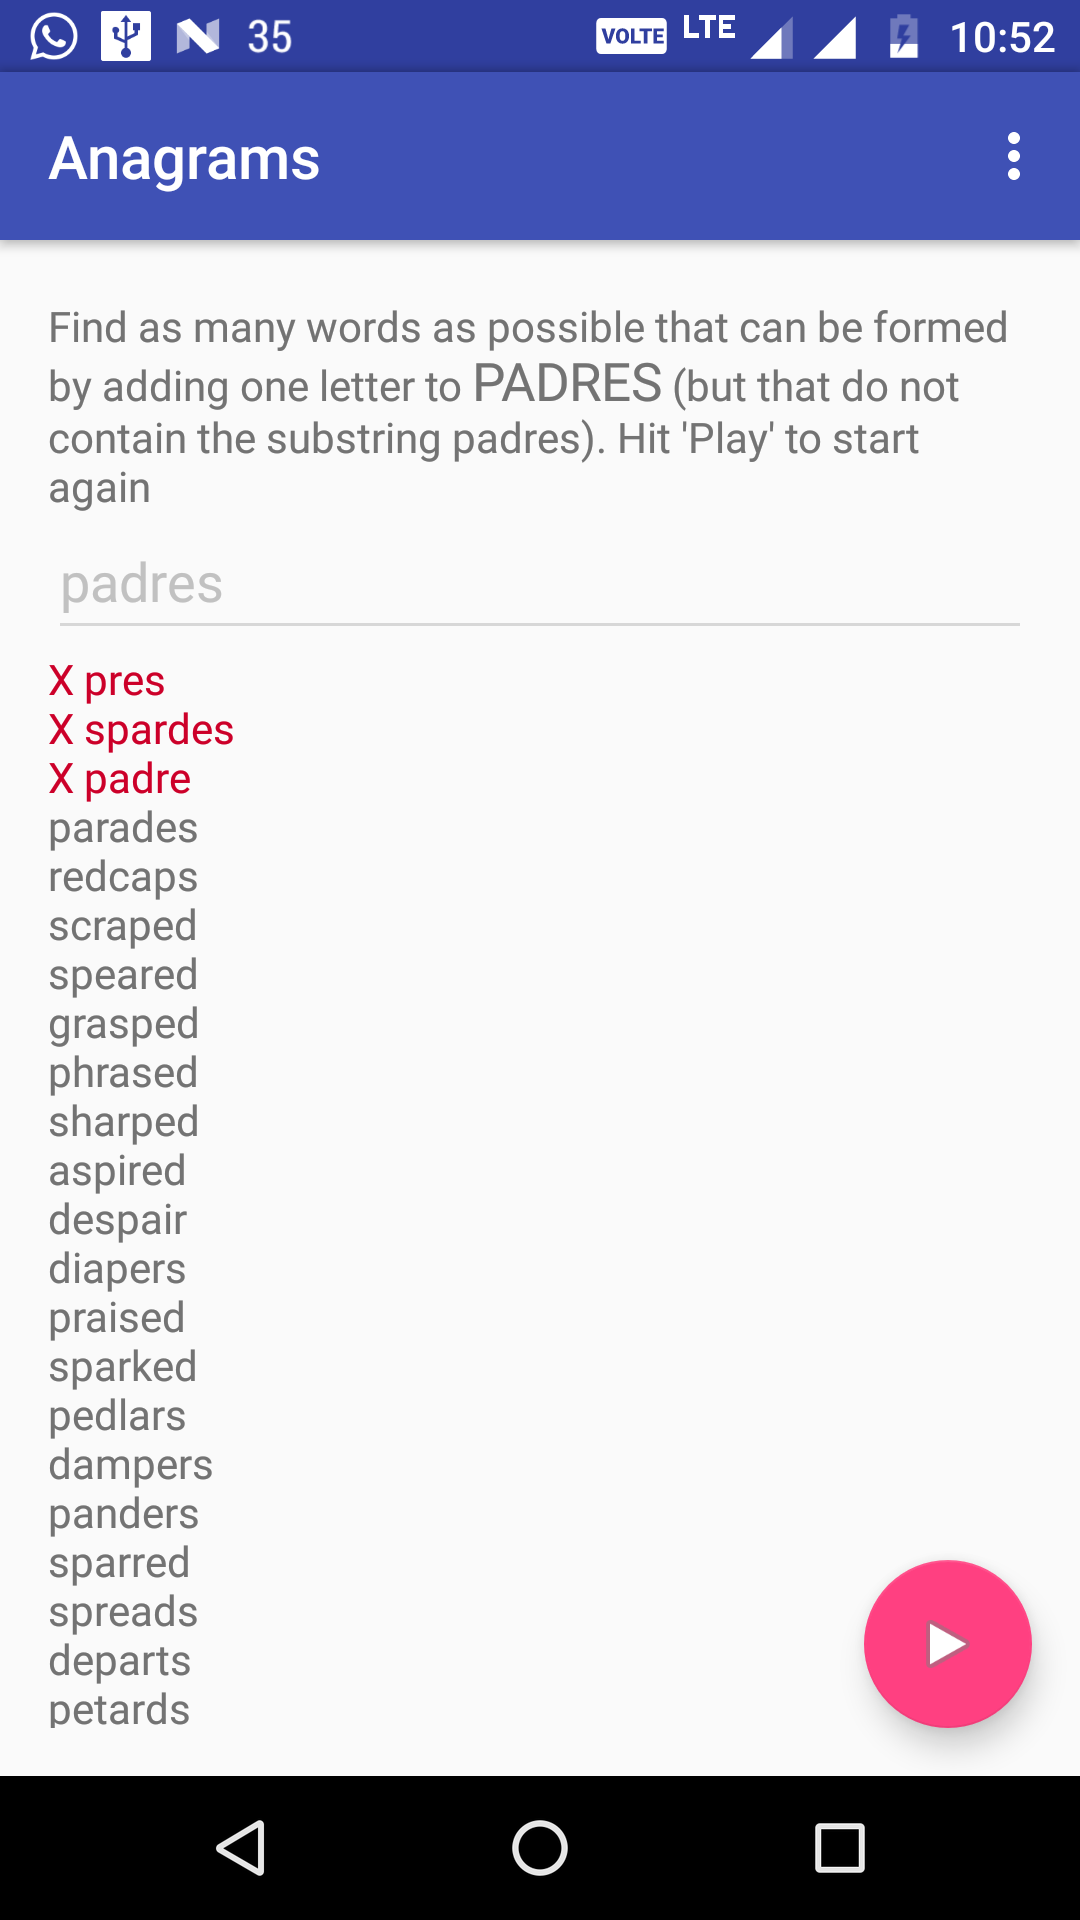 35 VOLTE LTE 10:52
Anagrams
Find as many words as possible that can be formed
by adding one letter to PADRES (but that do not
contain the substring padres). Hit 'Play' to start
again
padres
X pres
X spardes
X padre
parades
redcaps
scraped
speared
grasped
phrased
sharped
aspired
despair
diapers
praised
sparked
pedlars
dampers
panders
sparred
spreads
departs
petards